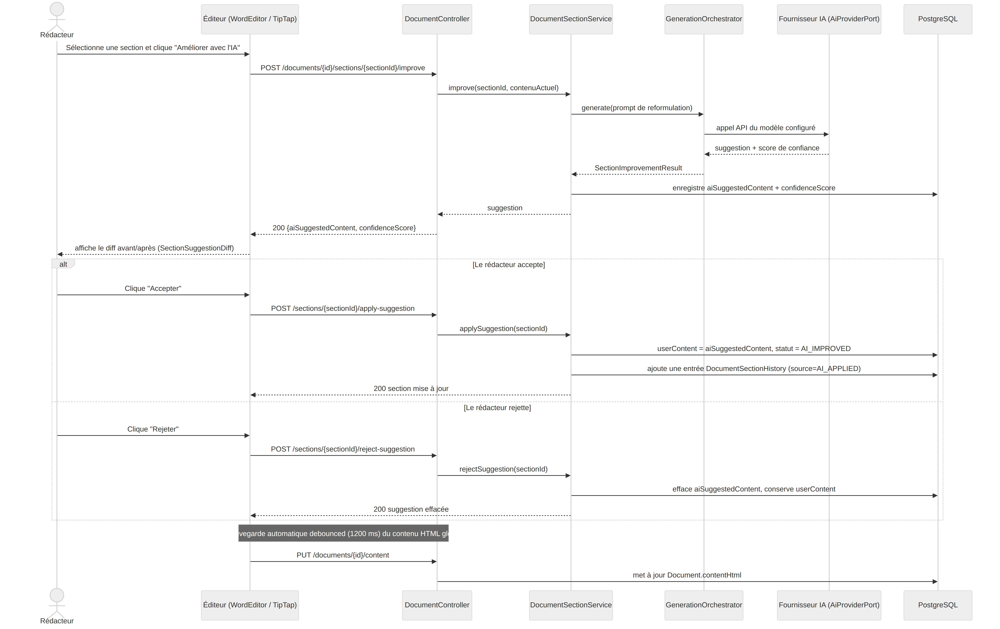 Rédacteur
Éditeur (WordEditor / TipTap)
DocumentController
DocumentSectionService
GenerationOrchestrator
Fournisseur IA (AiProviderPort)
PostgreSQL
Sélectionne une section et clique "Améliorer avec l'IA"
POST /documents/{id}/sections/{sectionId}/improve
improve(sectionId, contenuActuel)
generate(prompt de reformulation)
appel API du modèle configuré
suggestion + score de confiance
SectionImprovementResult
enregistre aiSuggestedContent + confidenceScore
suggestion
200 {aiSuggestedContent, confidenceScore}
affiche le diff avant/après (SectionSuggestionDiff)
alt
[Le rédacteur accepte]
Clique "Accepter"
POST /sections/{sectionId}/apply-suggestion
applySuggestion(sectionId)
userContent = aiSuggestedContent, statut = AI_IMPROVED
ajoute une entrée DocumentSectionHistory (source=AI_APPLIED)
200 section mise à jour
[Le rédacteur rejette]
Clique "Rejeter"
POST /sections/{sectionId}/reject-suggestion
rejectSuggestion(sectionId)
efface aiSuggestedContent, conserve userContent
200 suggestion effacée
vegarde automatique debounced (1200 ms) du contenu HTML gl
PUT /documents/{id}/content
met à jour Document.contentHtml
Rédacteur
Éditeur (WordEditor / TipTap)
DocumentController
DocumentSectionService
GenerationOrchestrator
Fournisseur IA (AiProviderPort)
PostgreSQL